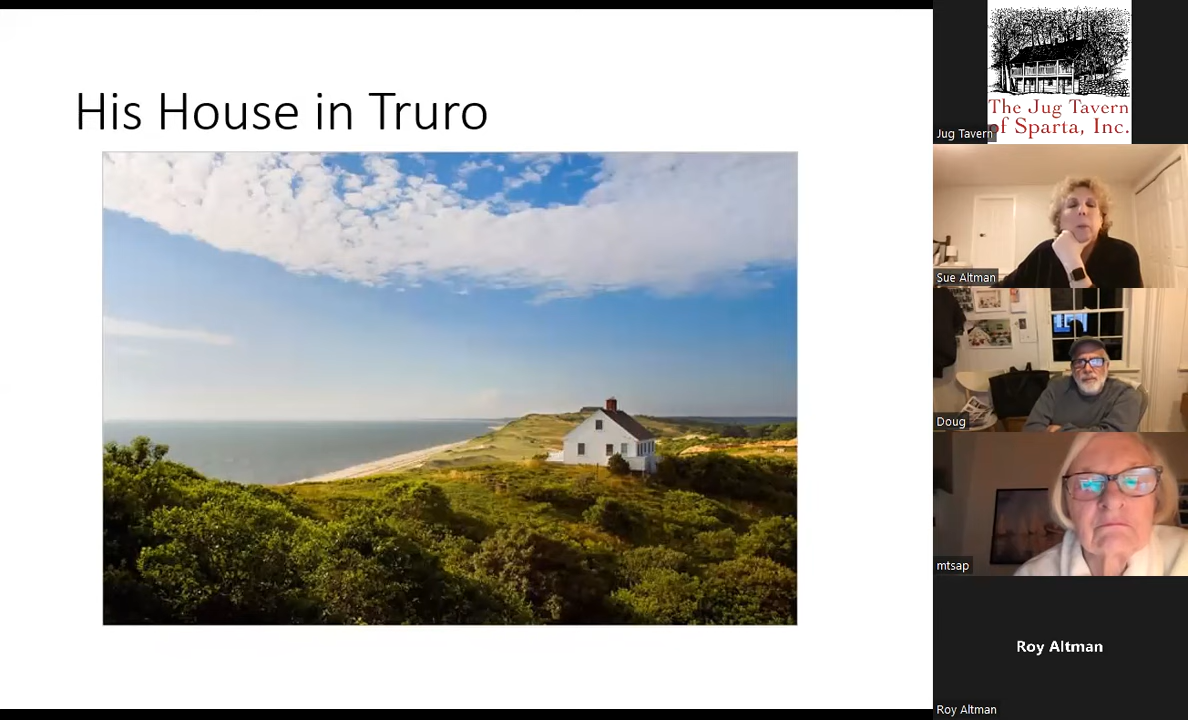 His House in Truro
The Jug Tavern
of Sparta, Inc.
Jug Tavern
Sue Altman
Doug
mtsap
Roy Altman
Roy Altman